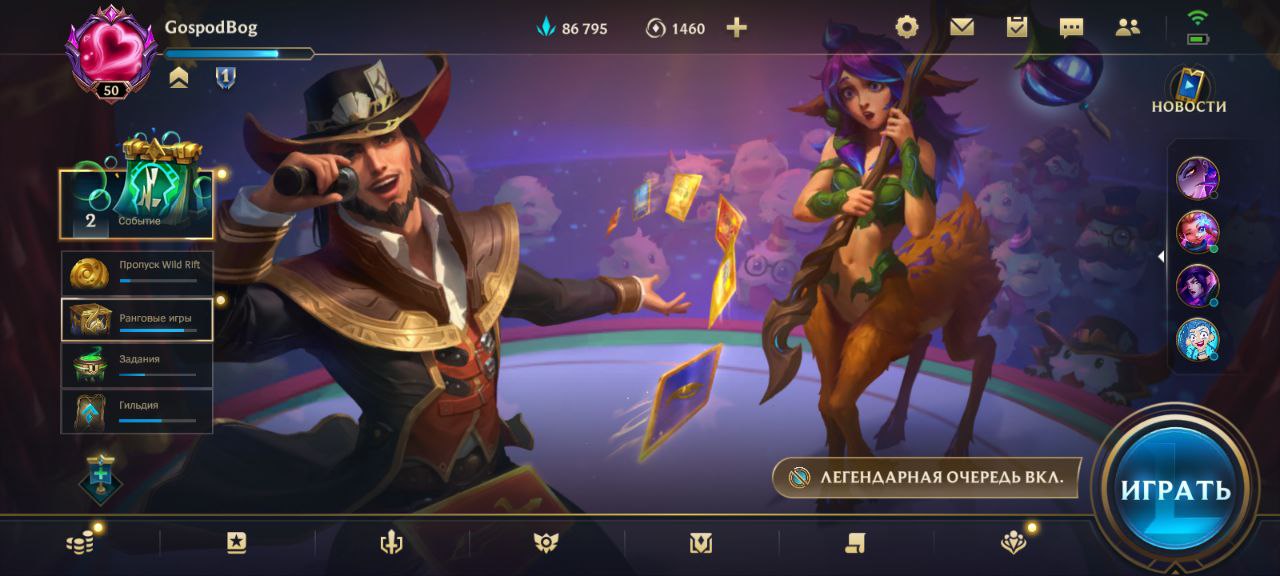 GospodBog
86 795
1460
50
1
НОВОСТИ
2
Событие
Пропуск Wild Rift
Ранговые игры
Задания
Гильдия
ЛЕГЕНДАРНАЯ ОЧЕРЕДЬ ВКЛ.
ИГРАТЬ